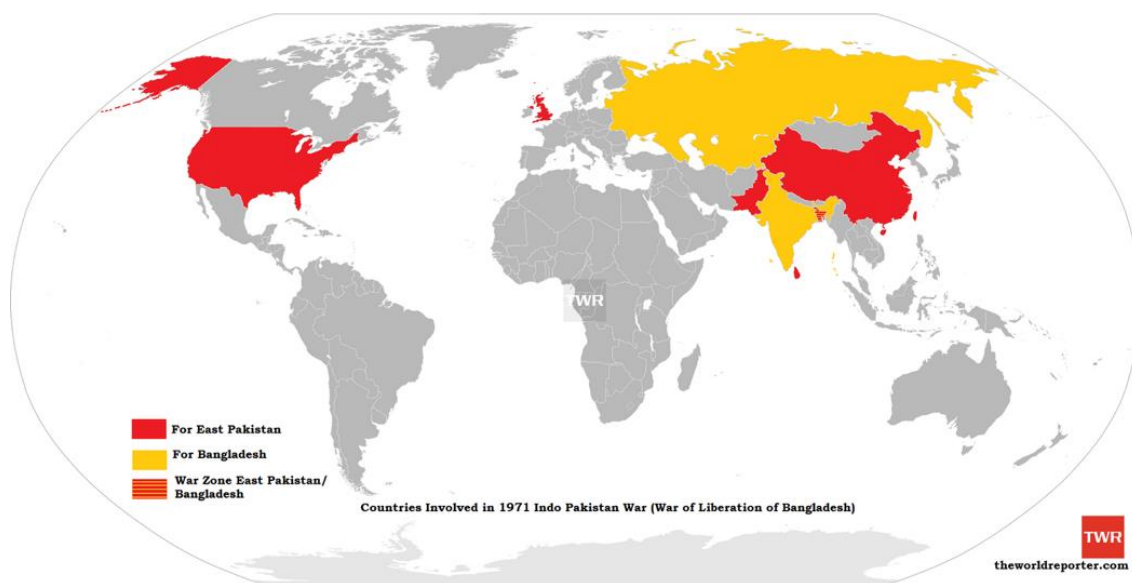 TWR
For East Pakistan
For Bangladesh
War Zone East Pakistan/
Bangladesh
Countries Involved in 1971 Indo Pakistan War (War of Liberation of Bangladesh)
TWR
theworldreporter.com